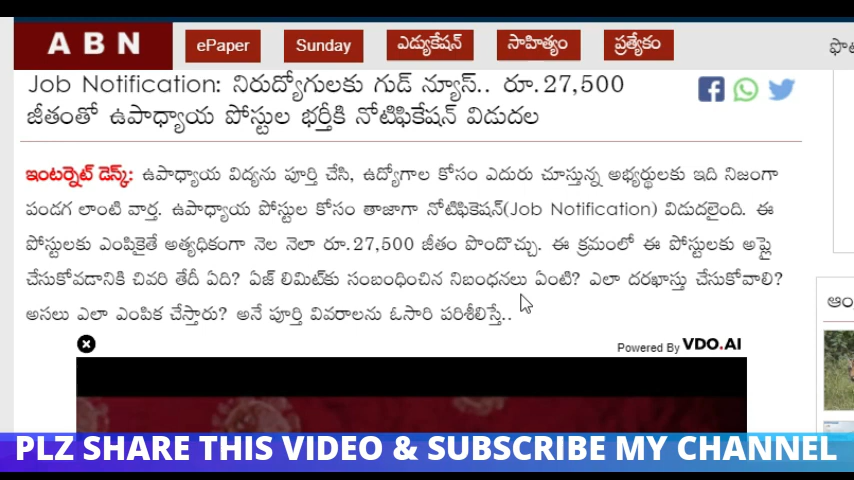 ABN
ePaper
Sunday
ఎడ్యుకేషన్
సాహిత్యం
ప్రత్యేకం
Job Notification: నిరుద్యోగులకు గుడ్ న్యూస్.. రూ.27,500
జీతంతో ఉపాధ్యాయ పోస్టుల భర్తీకి నోటిఫికేషన్ విడుదల
ఇంటర్నెట్ డెస్క్: ఉపాధ్యాయ విద్యను పూర్తి చేసి, ఉద్యోగాల కోసం ఎదురు చూస్తున్న అభ్యర్థులకు ఇది నిజంగా
పండగ లాంటి వార్త. ఉపాధ్యాయ పోస్టుల కోసం తాజాగా నోటిఫికెషన్(Job Notification) విడుదలైంది. ఈ
పోస్టులకు ఎంపికైతే అత్యధికంగా నెల నెలా రూ.27,500 జీతం పొందొచ్చు. ఈ క్రమంలో ఈ పోస్టులకు అప్లై
చేసుకోవడానికి చివరి తేదీ ఏది? ఏజ్ లిమిట్‌కు సంబంధించిన నిబంధనలు ఏంటి? ఎలా దరఖాస్తు చేసుకోవాలి?
అసలు ఎలా ఎంపిక చేస్తారు? అనే పూర్తి వివరాలను ఓసారి పరిశీలిస్తే..
Powered By VDO.AI
PLZ SHARE THIS VIDEO & SUBSCRIBE MY CHANNEL